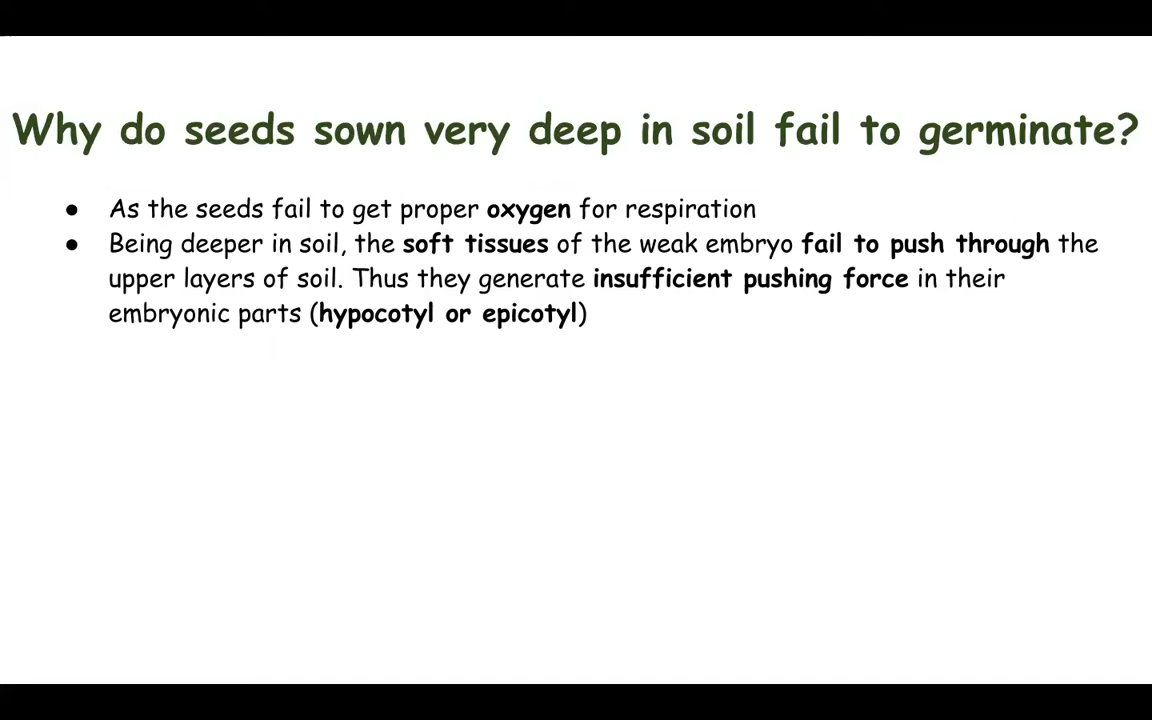 Why do seeds sown very deep in soil fail to germinate?
● As the seeds fail to get proper oxygen for respiration
● Being deeper in soil, the soft tissues of the weak embryo fail to push through the
upper layers of soil. Thus they generate insufficient pushing force in their
embryonic parts (hypocotyl or epicotyl)